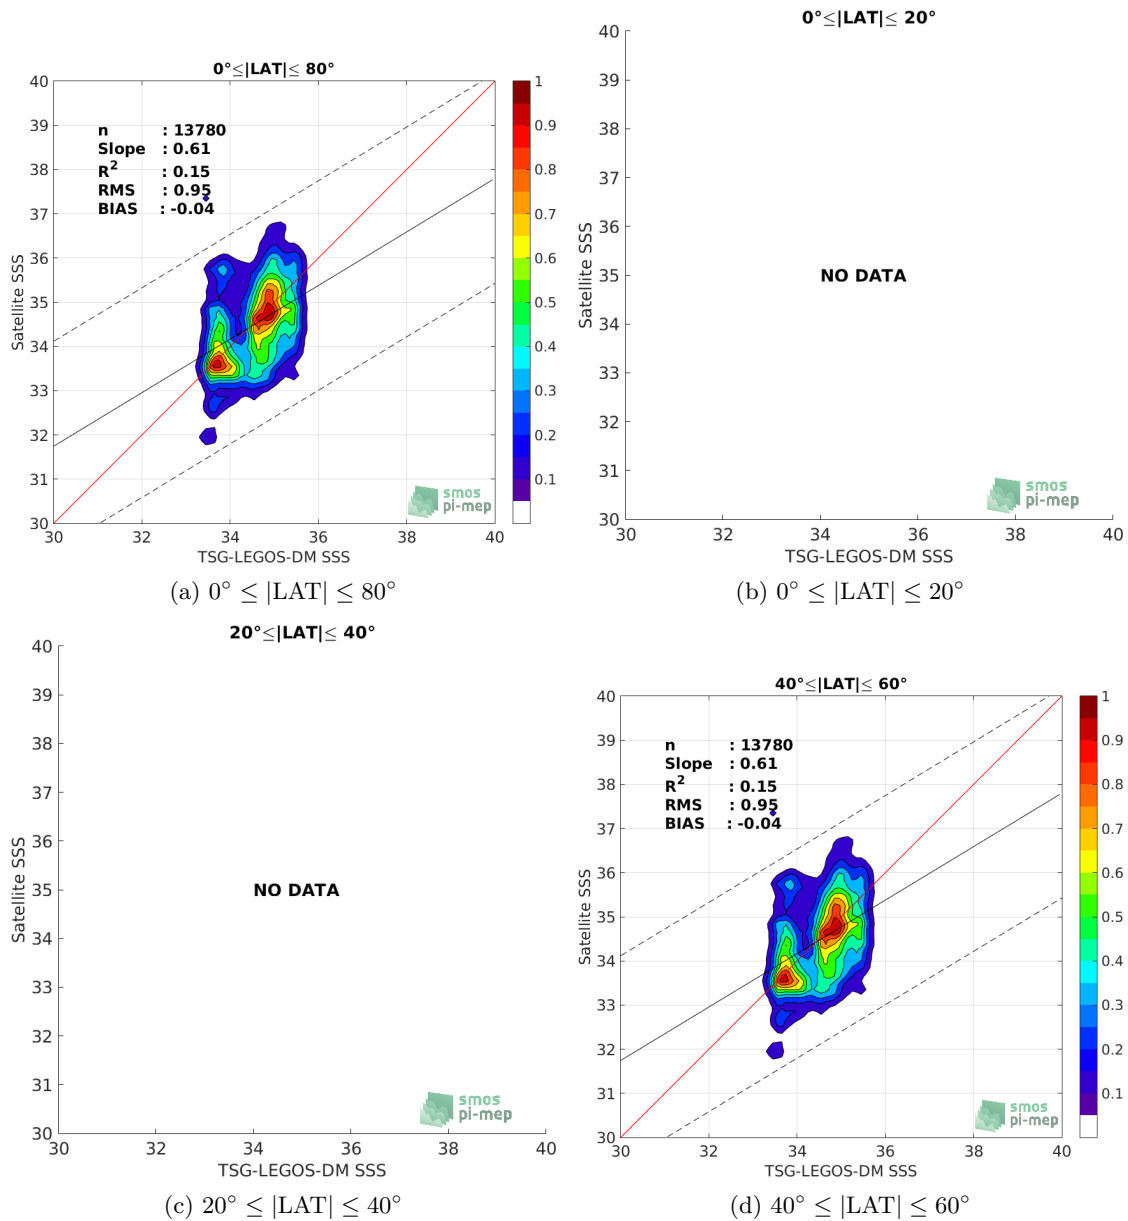 0°≤|LAT|≤ 80°
40
39
38
37
36
35
34
33
32
31
30
Satellite SSS
n : 13780
Slope : 0.61
R² : 0.15
RMS : 0.95
BIAS : -0.04
30 32 34 36 38 40
TSG-LEGOS-DM SSS
1
0.9
0.8
0.7
0.6
0.5
0.4
0.3
0.2
0.1
smos
pi-mep
(a) 0° ≤ |LAT| ≤ 80°
0°≤|LAT|≤ 20°
40
39
38
37
36
35
34
33
32
31
30
Satellite SSS
NO DATA
smos
pi-mep
30 32 34 36 38 40
TSG-LEGOS-DM SSS
(b) 0° ≤ |LAT| ≤ 20°
20°≤|LAT|≤ 40°
40
39
38
37
36
35
34
33
32
31
30
Satellite SSS
NO DATA
smos
pi-mep
30 32 34 36 38 40
TSG-LEGOS-DM SSS
(c) 20° ≤ |LAT| ≤ 40°
40°≤|LAT|≤ 60°
40
39
38
37
36
35
34
33
32
31
30
Satellite SSS
n : 13780
Slope : 0.61
R² : 0.15
RMS : 0.95
BIAS : -0.04
30 32 34 36 38 40
TSG-LEGOS-DM SSS
1
0.9
0.8
0.7
0.6
0.5
0.4
0.3
0.2
0.1
smos
pi-mep
(d) 40° ≤ |LAT| ≤ 60°